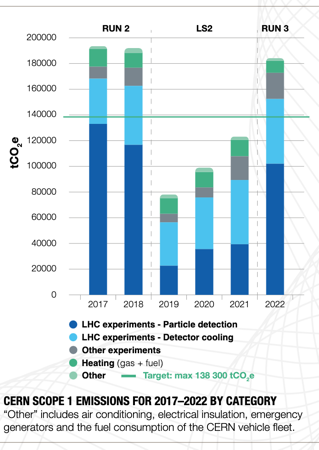 RUN 2 LS2 RUN 3
200000
180000
160000
140000
120000
100000
80000
60000
40000
20000
0
tCO₂e
2017 2018 2019 2020 2021 2022
LHC experiments - Particle detection
LHC experiments - Detector cooling
Other experiments
Heating (gas + fuel)
Other Target: max 138 300 tCO₂e
CERN SCOPE 1 EMISSIONS FOR 2017–2022 BY CATEGORY
“Other” includes air conditioning, electrical insulation, emergency
generators and the fuel consumption of the CERN vehicle fleet.